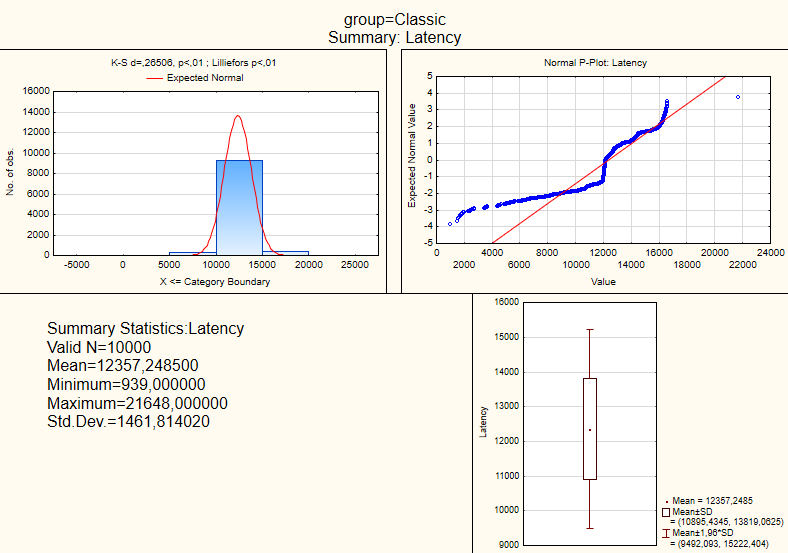 group=Classic
Summary: Latency
K-S d=,26506, p<,01 ; Lilliefors p<,01
Expected Normal
16000
14000
12000
10000
8000
6000
4000
2000
0
No. of obs.
-5000 0 5000 10000 15000 20000 25000
X <= Category Boundary
Normal P-Plot: Latency
5
4
3
2
1
0
-1
-2
-3
-4
-5
Expected Normal Value
0 4000 8000 12000 16000 20000 24000
2000 6000 10000 14000 18000 22000
Value
Summary Statistics:Latency
Valid N=10000
Mean=12357,248500
Minimum=939,000000
Maximum=21648,000000
Std.Dev.=1461,814020
16000
15000
14000
13000
12000
11000
10000
9000
Latency
Mean = 12357,2485
Mean±SD
= (10895,4345, 13819,0625)
Mean±1,96*SD
= (9492,093, 15222,404)